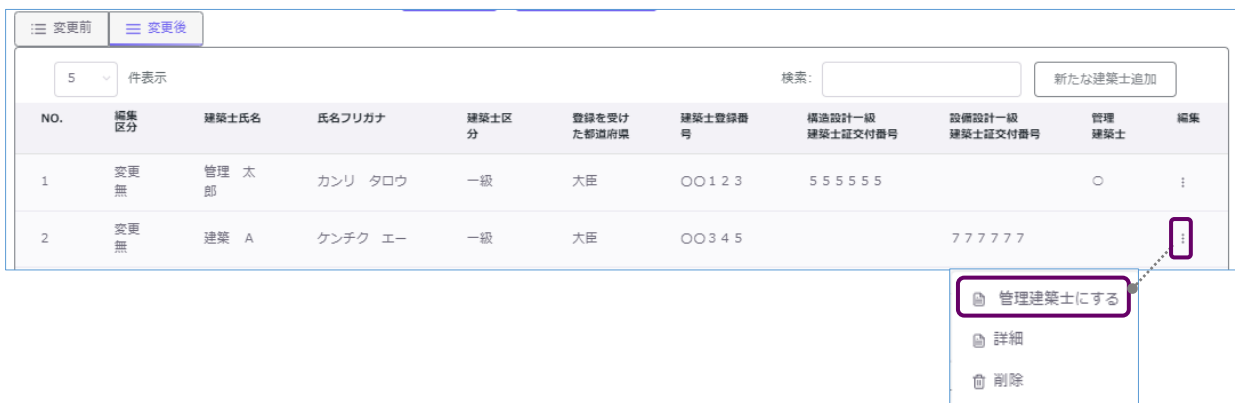 変更前 変更後
5 件表示 検索: 新たな建築士追加
NO. 編集区分 建築士氏名 氏名フリガナ 建築士区分 登録を受けた都道府県 建築士登録番号 構造設計一級建築士証交付番号 設備設計一級建築士証交付番号 管理建築士 編集
1 変更無 管理　太郎 カンリ　タロウ 一級 大臣 〇〇１２３ ５５５５５５ ○
2 変更無 建築　A ケンチク　エー 一級 大臣 〇〇３４５ ７７７７７７
管理建築士にする
詳細
削除